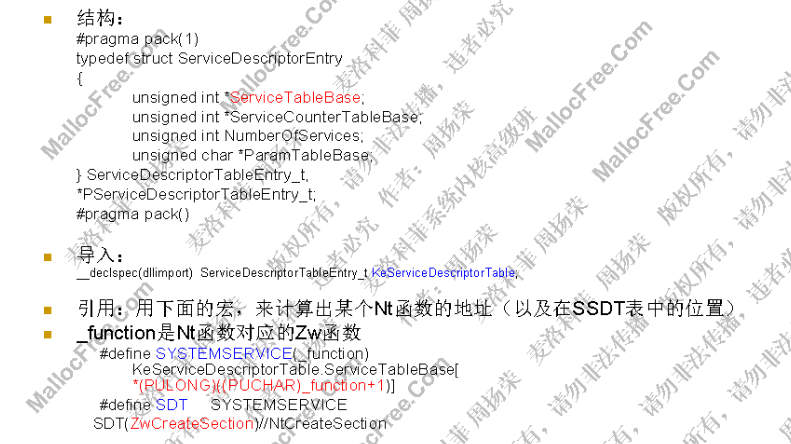 结构：
#pragma pack(1)
typedef struct ServiceDescriptorEntry
{
unsigned int *ServiceTableBase;
unsigned int *ServiceCounterTableBase;
unsigned int NumberOfServices;
unsigned char *ParamTableBase;
} ServiceDescriptorTableEntry_t,
*PServiceDescriptorTableEntry_t;
#pragma pack()
导入：
__declspec(dllimport) ServiceDescriptorTableEntry_t KeServiceDescriptorTable;
引用：用下面的宏，来计算出某个Nt函数的地址（以及在SSDT表中的位置）
_function是Nt函数对应的Zw函数
#define SYSTEMSERVICE(_function)
KeServiceDescriptorTable.ServiceTableBase[
*(PULONG)((PUCHAR)_function+1)]
#define SDT SYSTEMSERVICE
SDT(ZwCreateSection)//NtCreateSection
MallocFree.Com
麦洛科菲 周扬荣
版权所有，请勿非法传播，违者必究
作者：周扬荣
麦洛科菲系统内核高级班